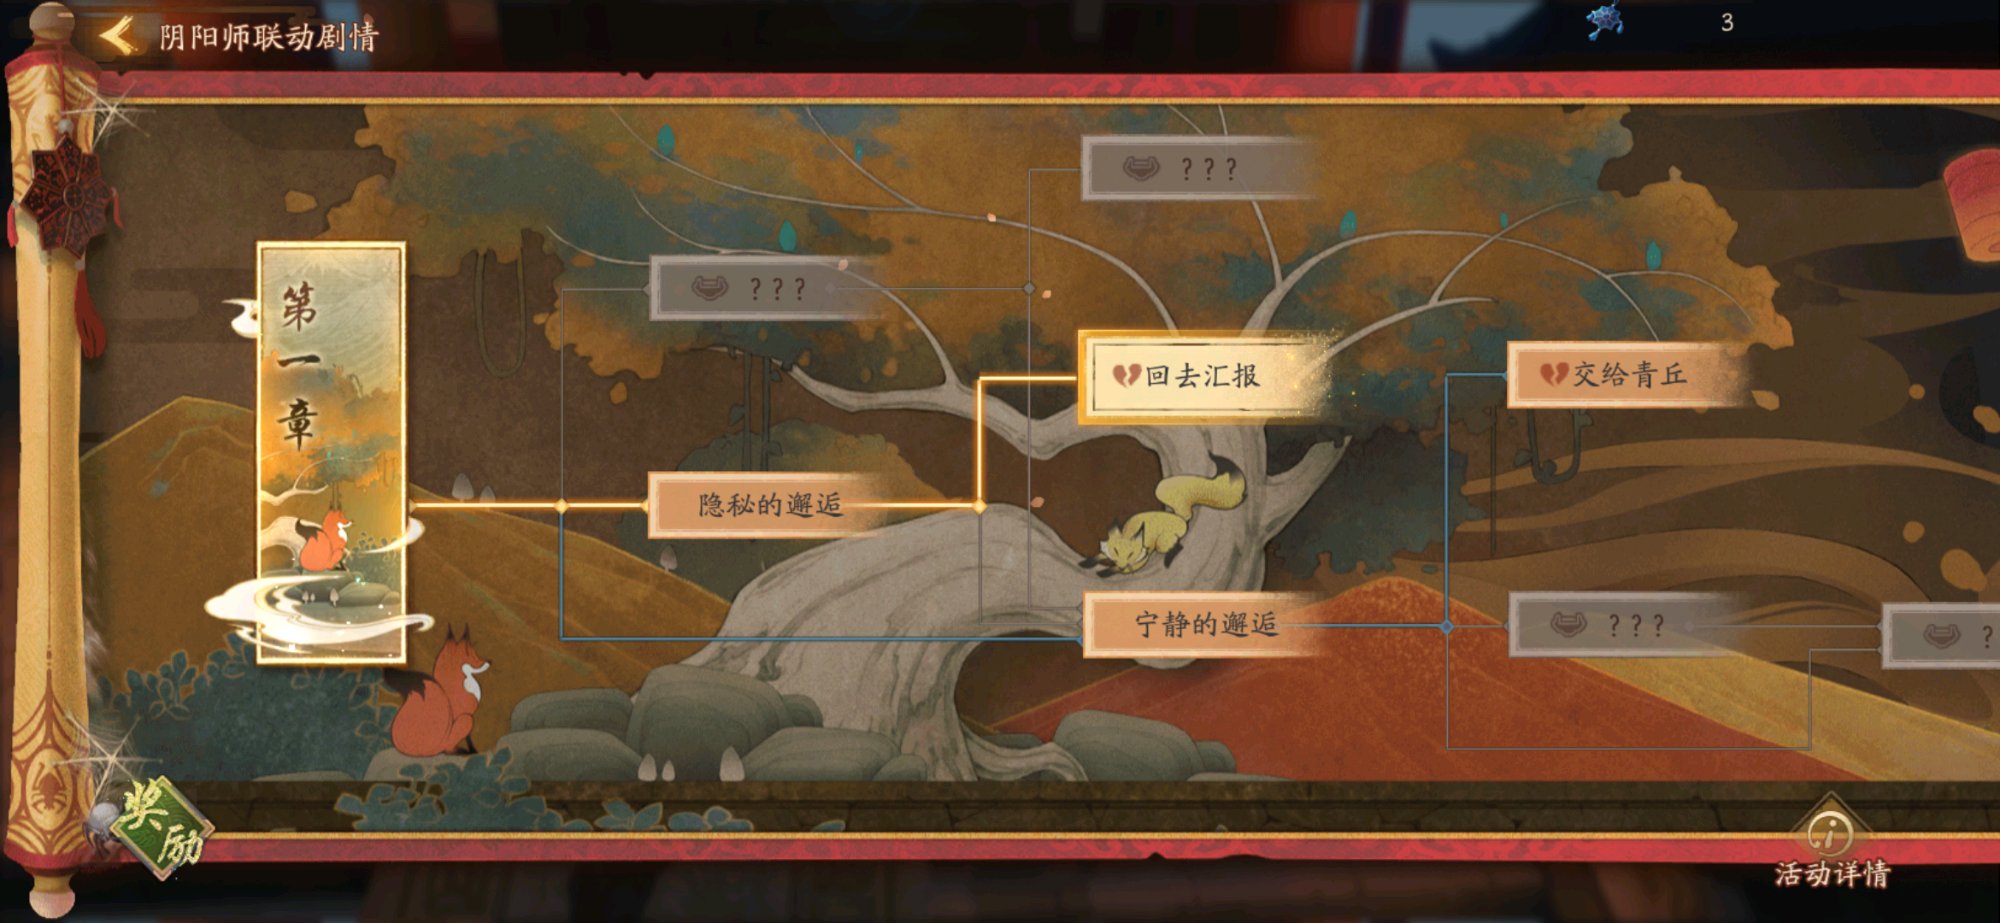 阴阳师联动剧情
3
第一章
？？？
？？？
回去汇报
交给青丘
隐秘的邂逅
宁静的邂逅
？？？
？
奖励
活动详情